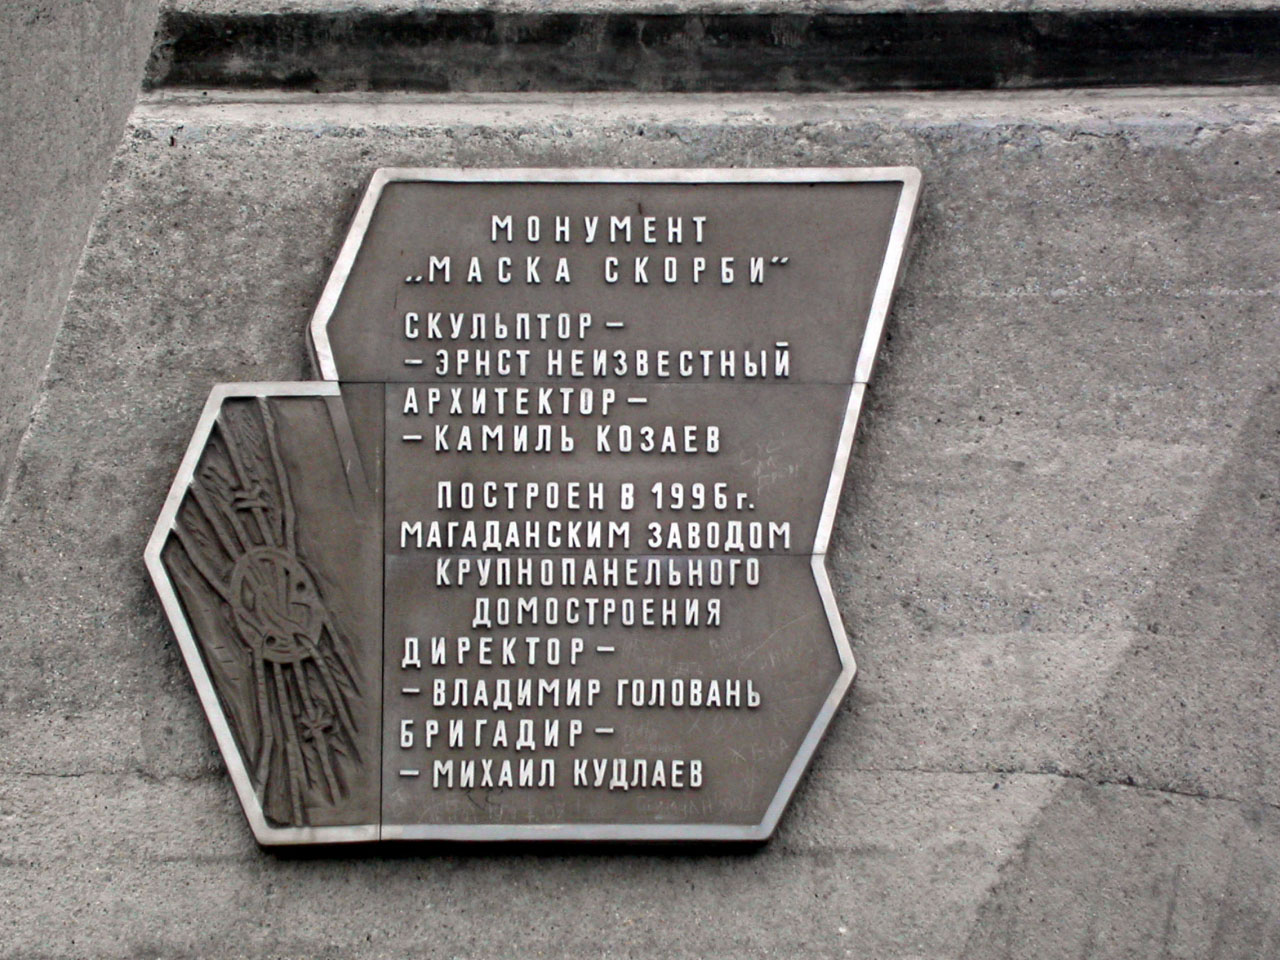 МОНУМЕНТ
„МАСКА СКОРБИ“
СКУЛЬПТОР –
– ЭРНСТ НЕИЗВЕСТНЫЙ
АРХИТЕКТОР –
– КАМИЛЬ КОЗАЕВ
ПОСТРОЕН В 1996 г.
МАГАДАНСКИМ ЗАВОДОМ
КРУПНОПАНЕЛЬНОГО
ДОМОСТРОЕНИЯ
ДИРЕКТОР –
– ВЛАДИМИР ГОЛОВАНЬ
БРИГАДИР –
– МИХАИЛ КУДЛАЕВ